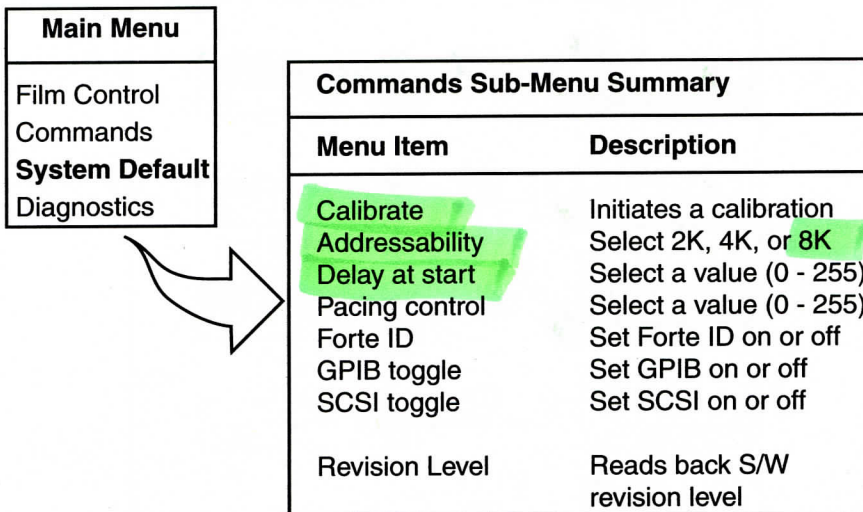 Main Menu
Film Control
Commands
System Default
Diagnostics
Commands Sub-Menu Summary
Menu Item Description
Calibrate Initiates a calibration
Addressability Select 2K, 4K, or 8K
Delay at start Select a value (0 - 255)
Pacing control Select a value (0 - 255)
Forte ID Set Forte ID on or off
GPIB toggle Set GPIB on or off
SCSI toggle Set SCSI on or off
Revision Level Reads back S/W
revision level